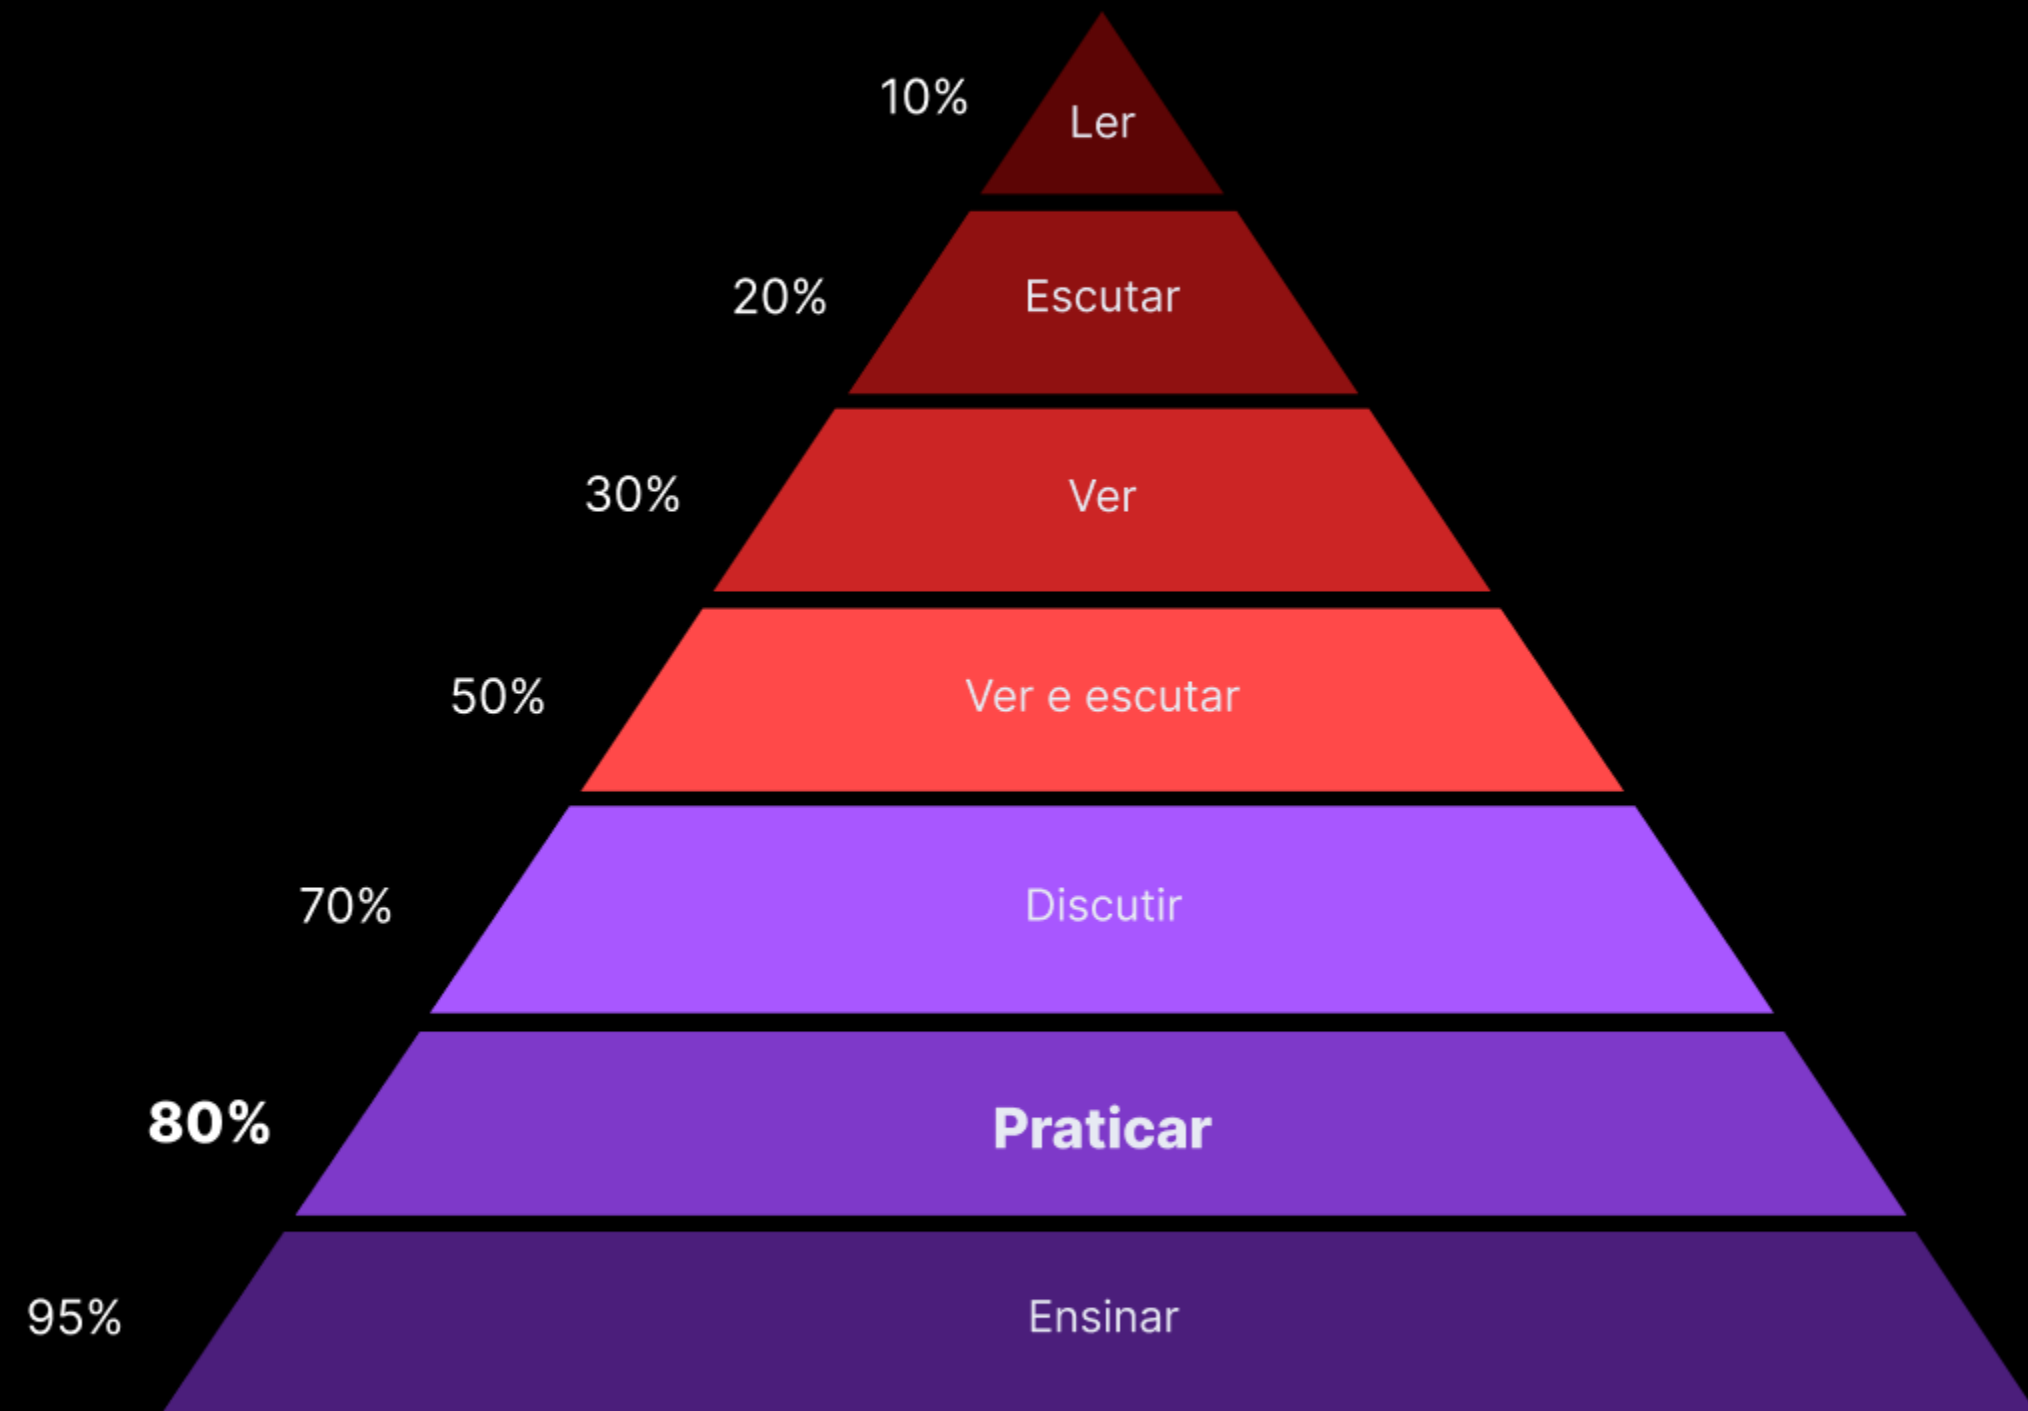 10%
Ler
20%
Escutar
30%
Ver
50%
Ver e escutar
70%
Discutir
80%
Praticar
95%
Ensinar